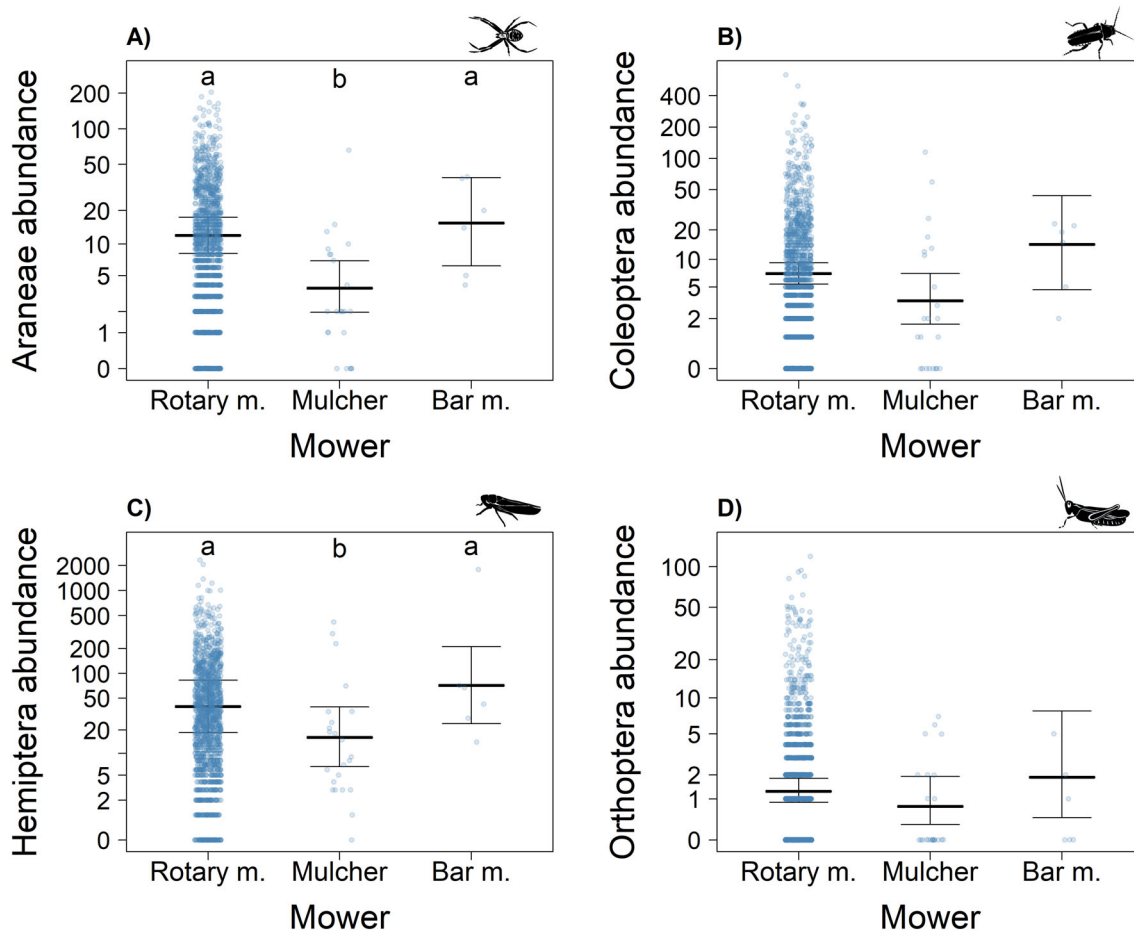 A)
Araneae abundance
200
100
50
20
10
5
1
0
a b a
Rotary m. Mulcher Bar m.
Mower
B)
Coleoptera abundance
400
200
100
50
20
10
5
2
0
Rotary m. Mulcher Bar m.
Mower
C)
Hemiptera abundance
2000
1000
500
200
100
50
20
5
2
0
a b a
Rotary m. Mulcher Bar m.
Mower
D)
Orthoptera abundance
100
50
20
10
5
2
1
0
Rotary m. Mulcher Bar m.
Mower